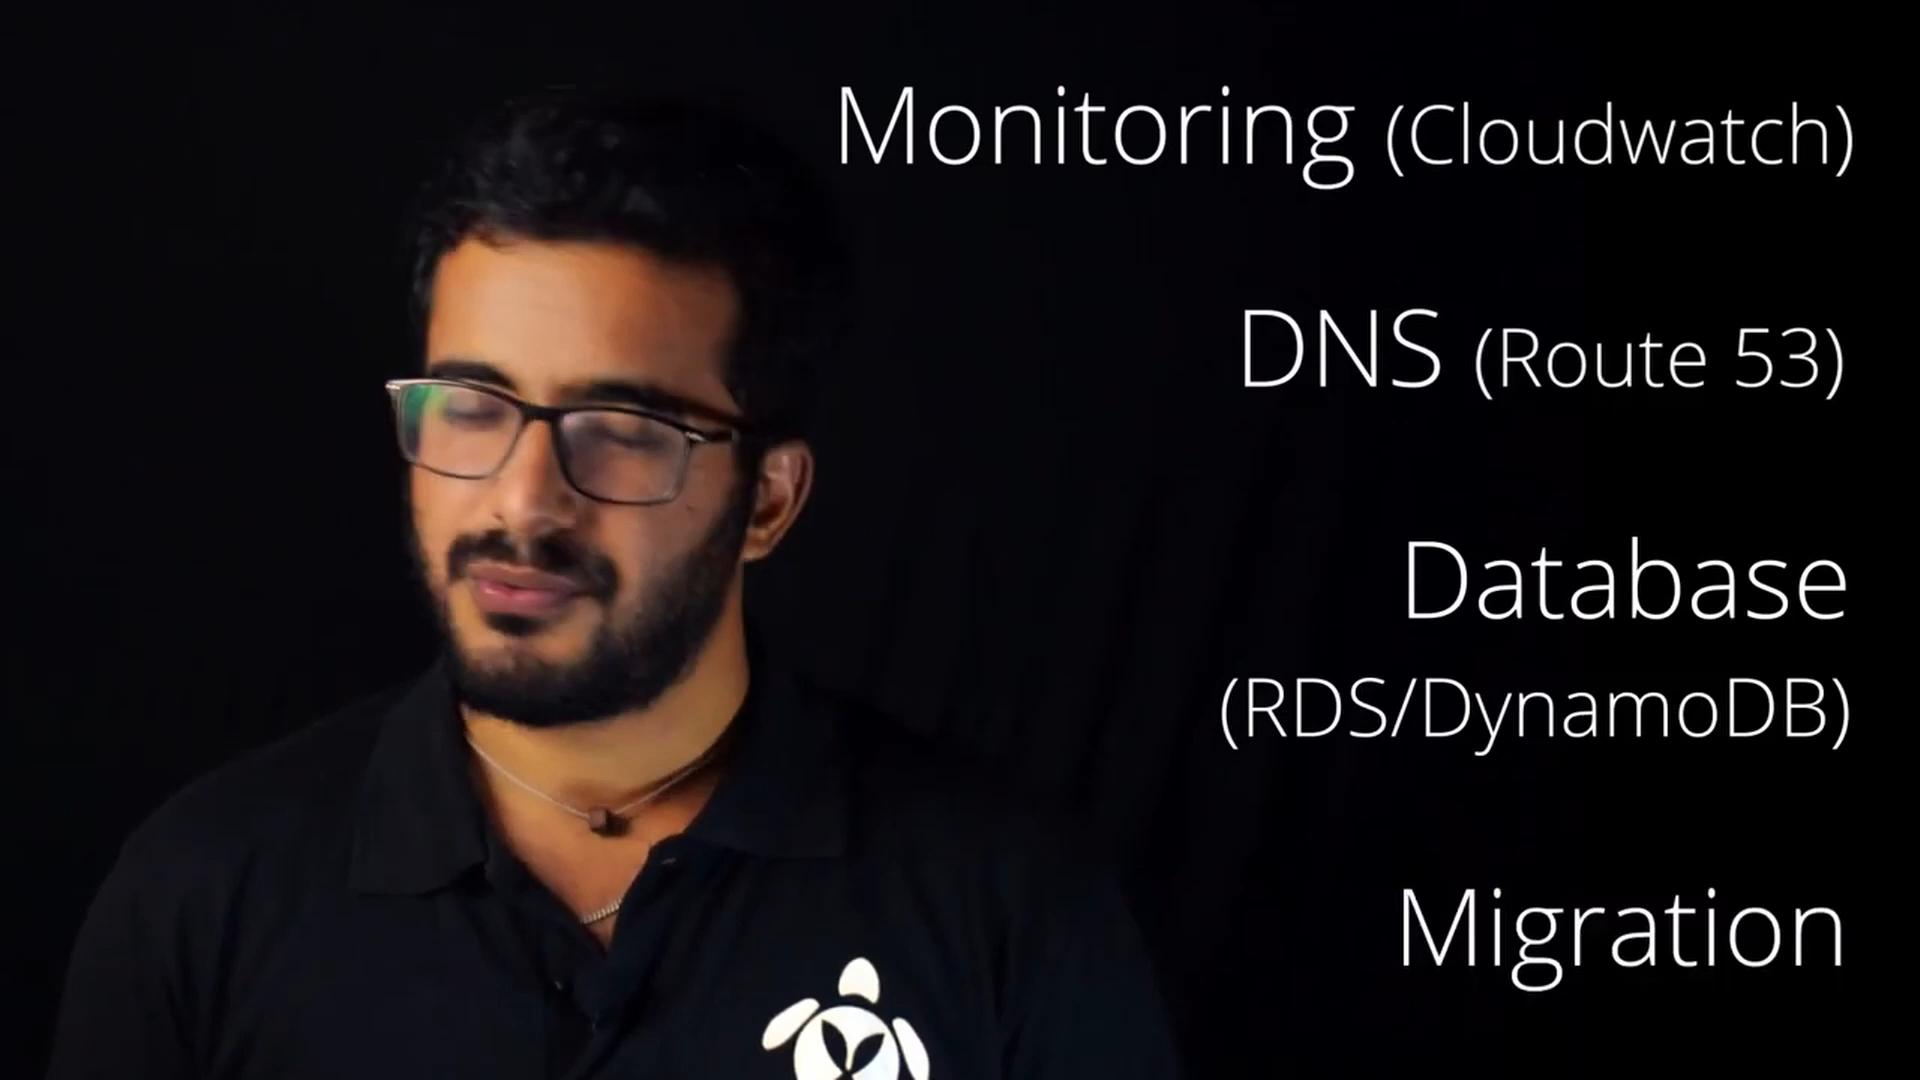 Monitoring (Cloudwatch)
DNS (Route 53)
Database
(RDS/DynamoDB)
Migration